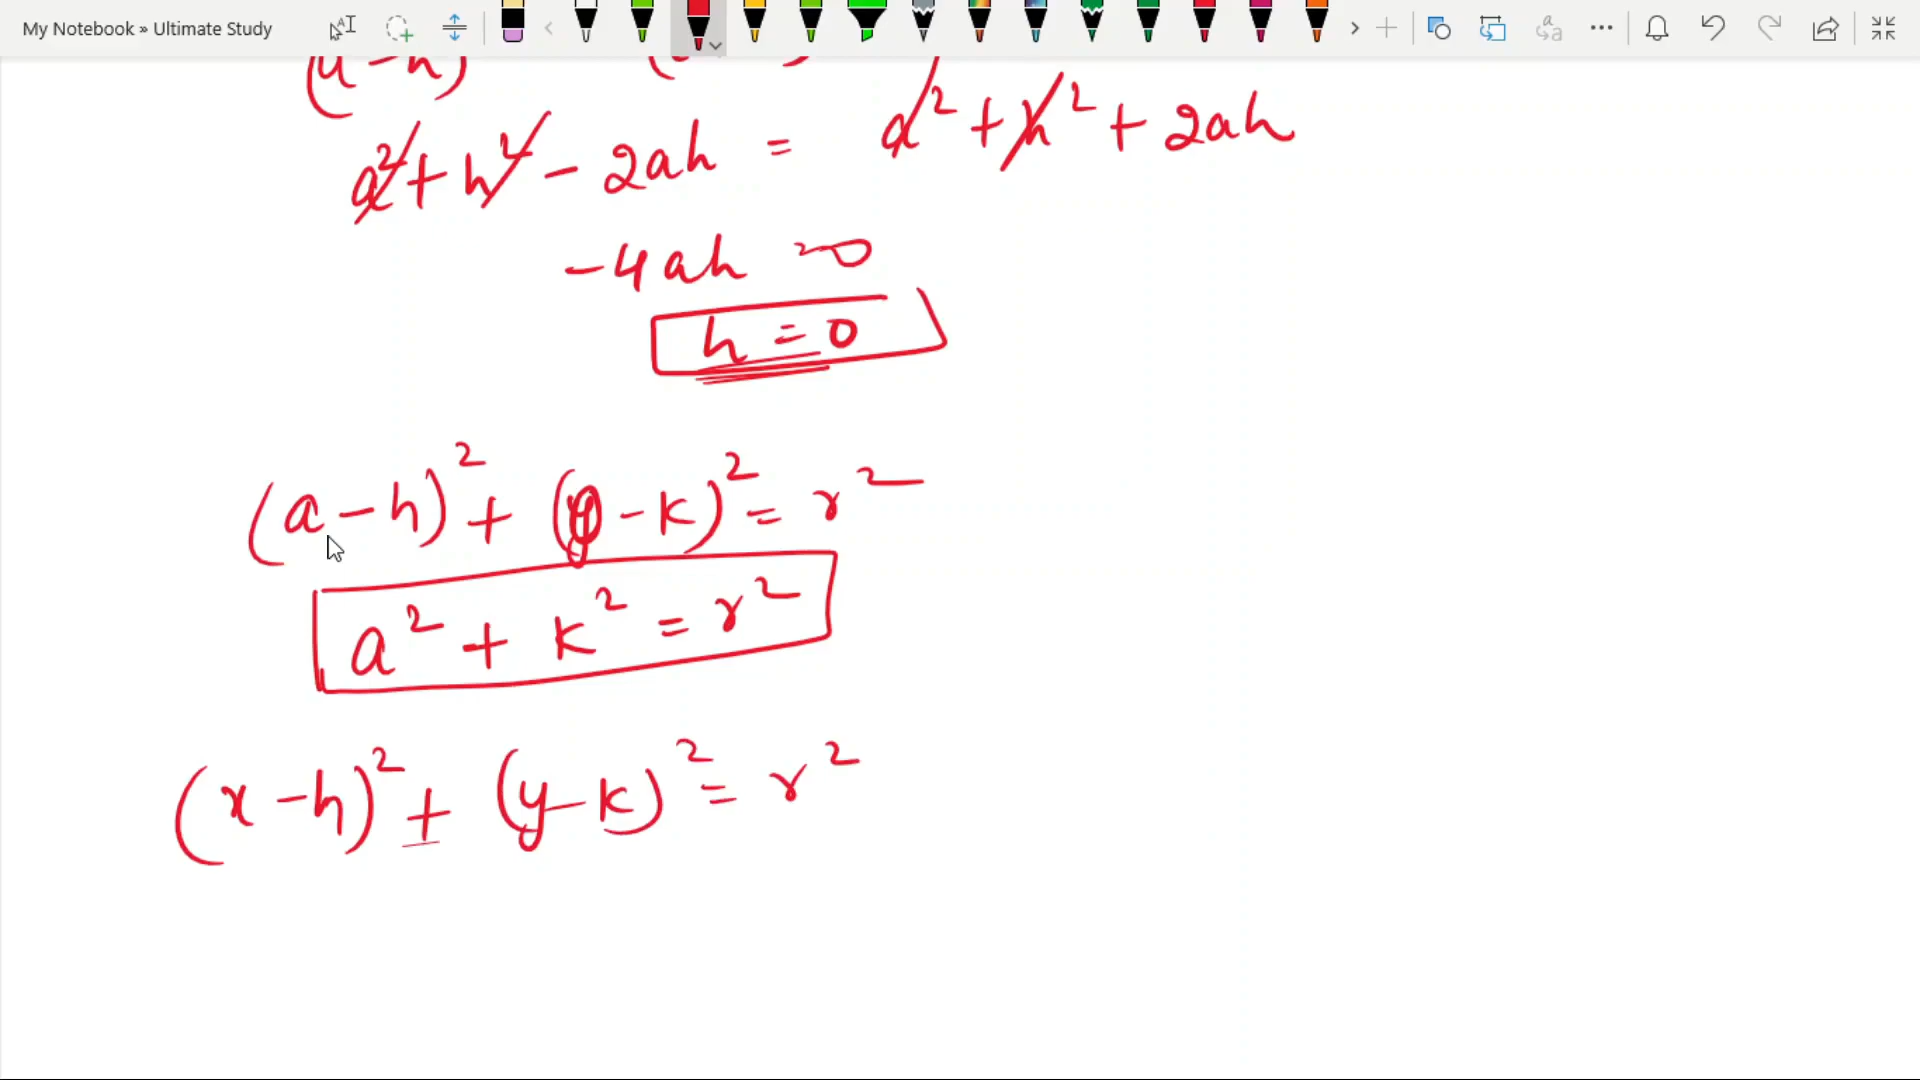 My Notebook » Ultimate Study
(a-h)
a²+h²-2ah = a²+h²+2ah
-4ah =0
h=0
(a-h)²+(0-k)²=r²
a²+k²=r²
(x-h)²+(y-k)²=r²